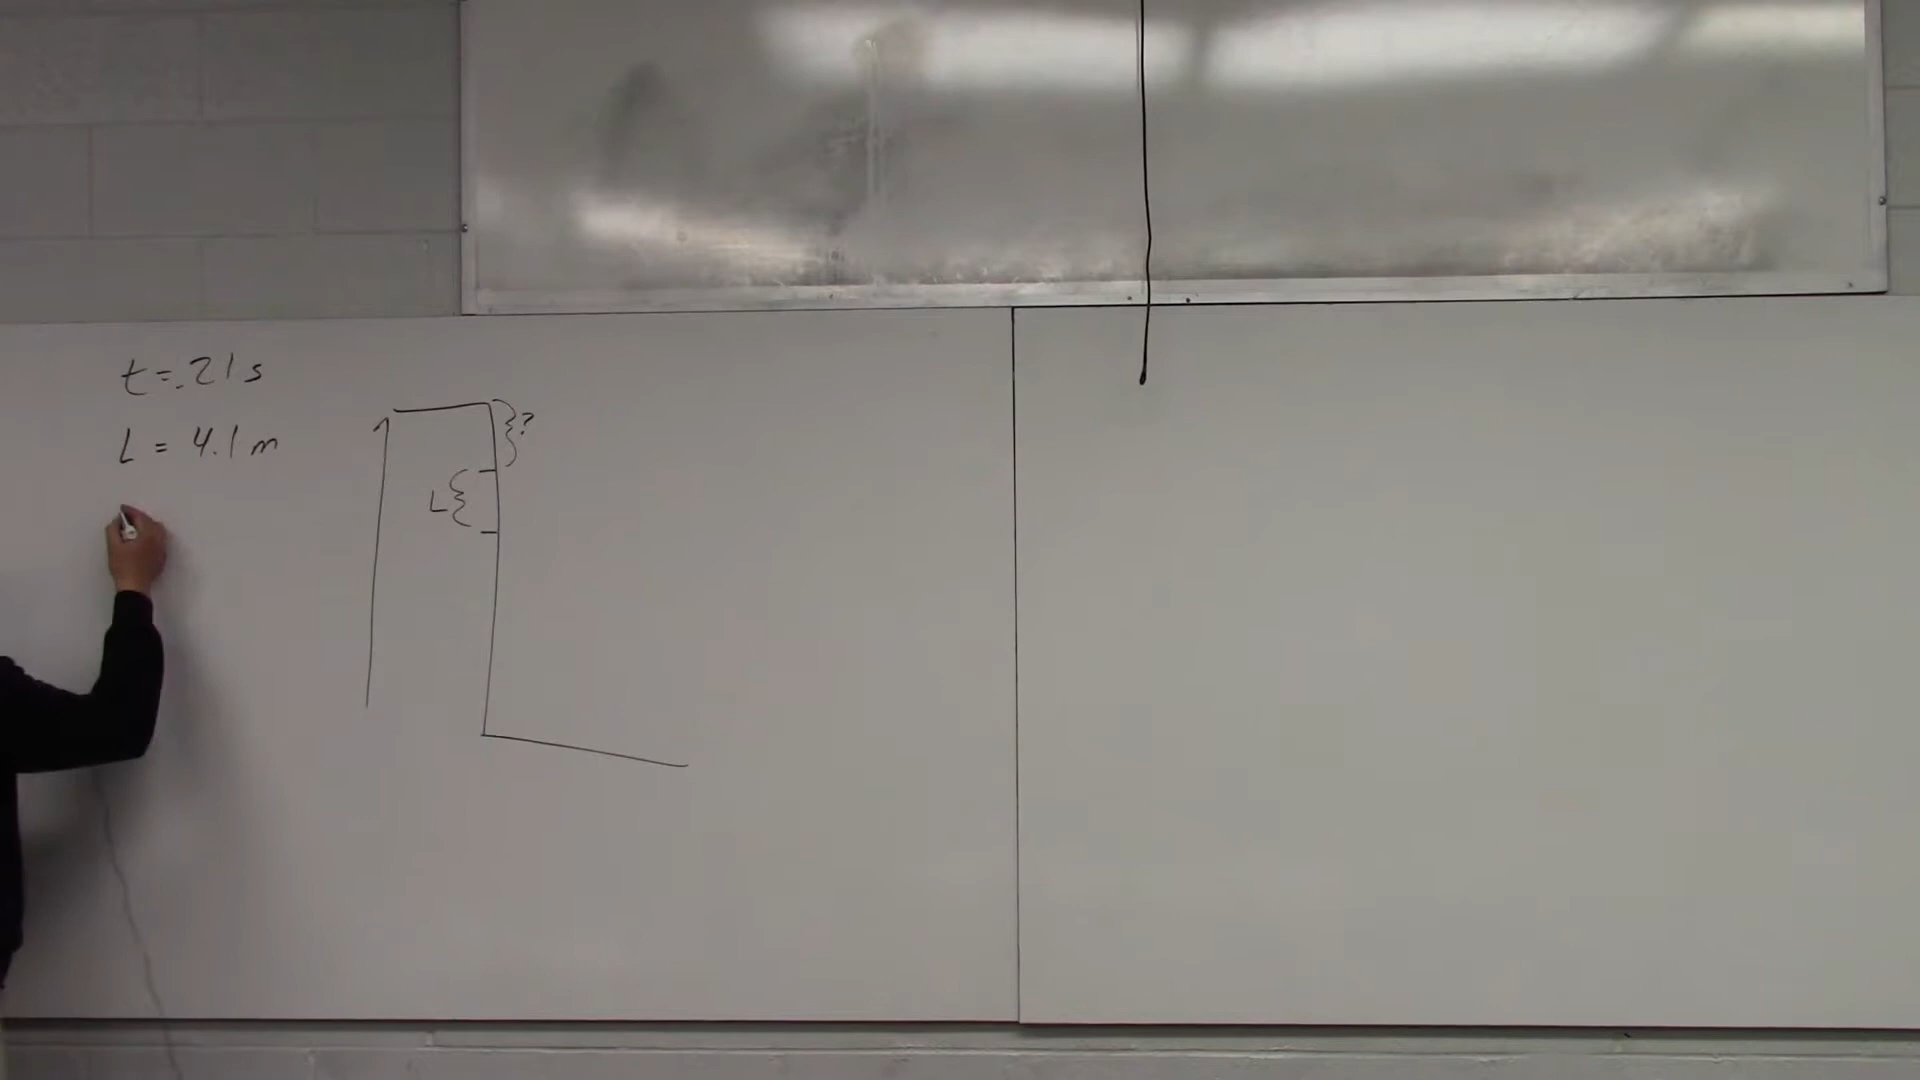 t = .21 s
L = 4.1 m
?
L